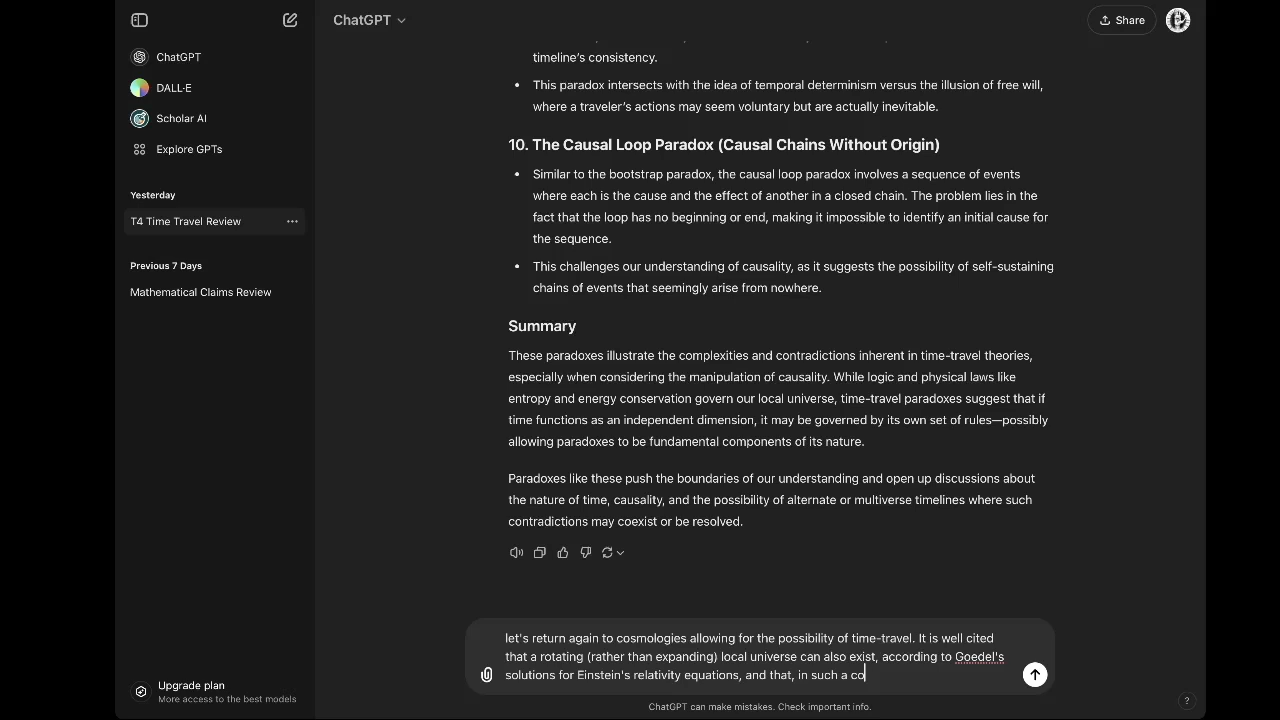 ChatGPT
Share
ChatGPT
DALL·E
Scholar AI
Explore GPTs
Yesterday
T4 Time Travel Review
Previous 7 Days
Mathematical Claims Review
Upgrade plan
More access to the best models
timeline's consistency.
• This paradox intersects with the idea of temporal determinism versus the illusion of free will,
where a traveler's actions may seem voluntary but are actually inevitable.
10. The Causal Loop Paradox (Causal Chains Without Origin)
• Similar to the bootstrap paradox, the causal loop paradox involves a sequence of events
where each is the cause and the effect of another in a closed chain. The problem lies in the
fact that the loop has no beginning or end, making it impossible to identify an initial cause for
the sequence.
• This challenges our understanding of causality, as it suggests the possibility of self-sustaining
chains of events that seemingly arise from nowhere.
Summary
These paradoxes illustrate the complexities and contradictions inherent in time-travel theories,
especially when considering the manipulation of causality. While logic and physical laws like
entropy and energy conservation govern our local universe, time-travel paradoxes suggest that if
time functions as an independent dimension, it may be governed by its own set of rules—possibly
allowing paradoxes to be fundamental components of its nature.
Paradoxes like these push the boundaries of our understanding and open up discussions about
the nature of time, causality, and the possibility of alternate or multiverse timelines where such
contradictions may coexist or be resolved.
let's return again to cosmologies allowing for the possibility of time-travel. It is well cited
that a rotating (rather than expanding) local universe can also exist, according to Goedel's
solutions for Einstein's relativity equations, and that, in such a co
ChatGPT can make mistakes. Check important info.
?